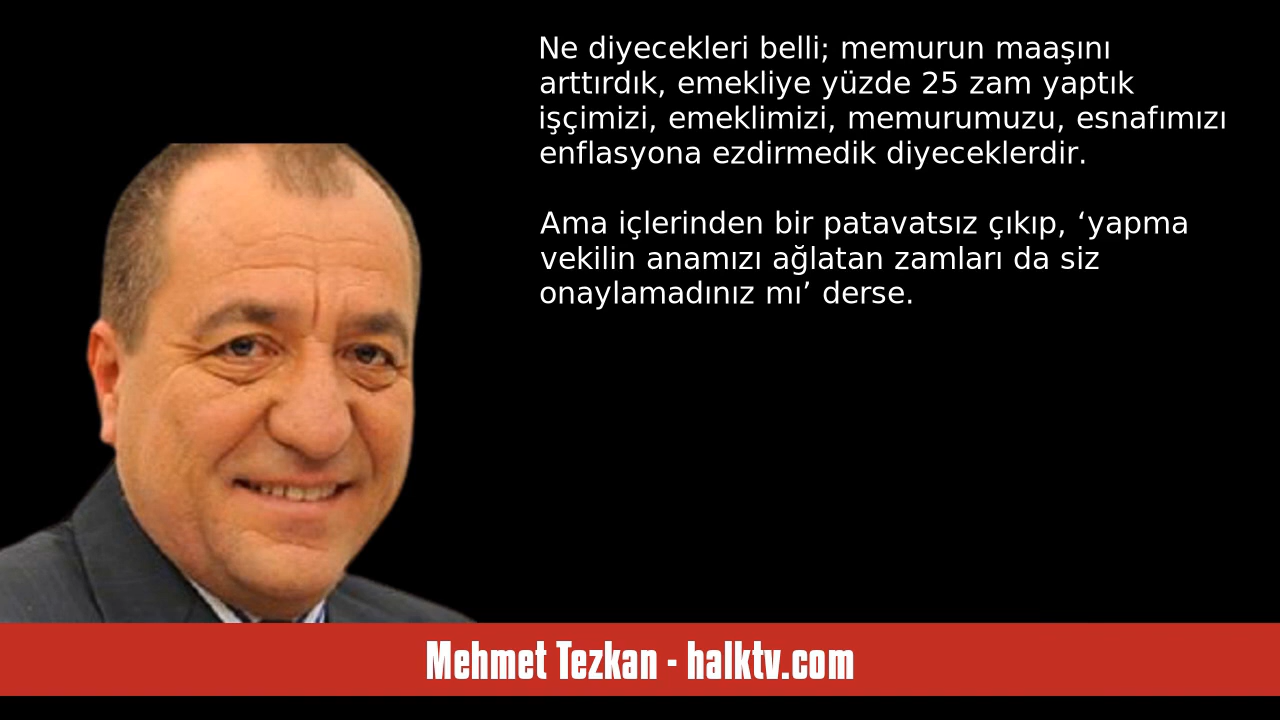 Ne diyecekleri belli; memurun maaşını
arttırdık, emekliye yüzde 25 zam yaptık
işçimizi, emeklimizi, memurumuzu, esnafımızı
enflasyona ezdirmedik diyeceklerdir.
Ama içlerinden bir patavatsız çıkıp, ‘yapma
vekilin anamızı ağlatan zamları da siz
onaylamadınız mı’ derse.
Mehmet Tezkan - halktv.com